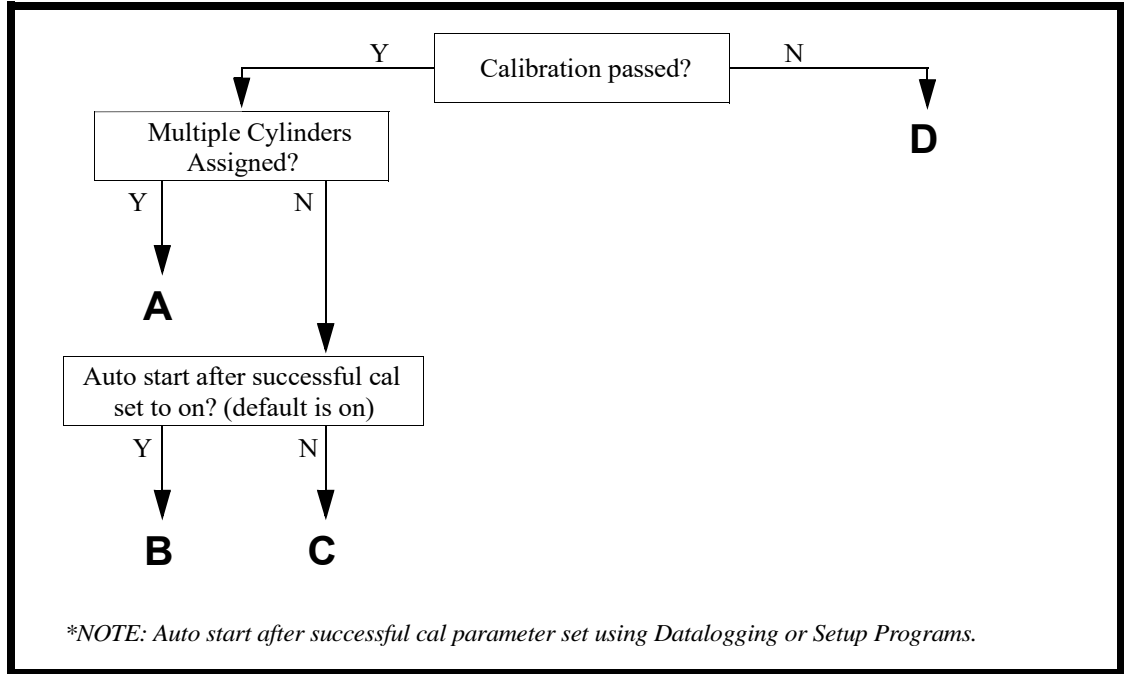 Y
Calibration passed?
N
Multiple Cylinders
Assigned?
D
Y
N
A
Auto start after successful cal
set to on? (default is on)
Y
N
B
C
*NOTE: Auto start after successful cal parameter set using Datalogging or Setup Programs.